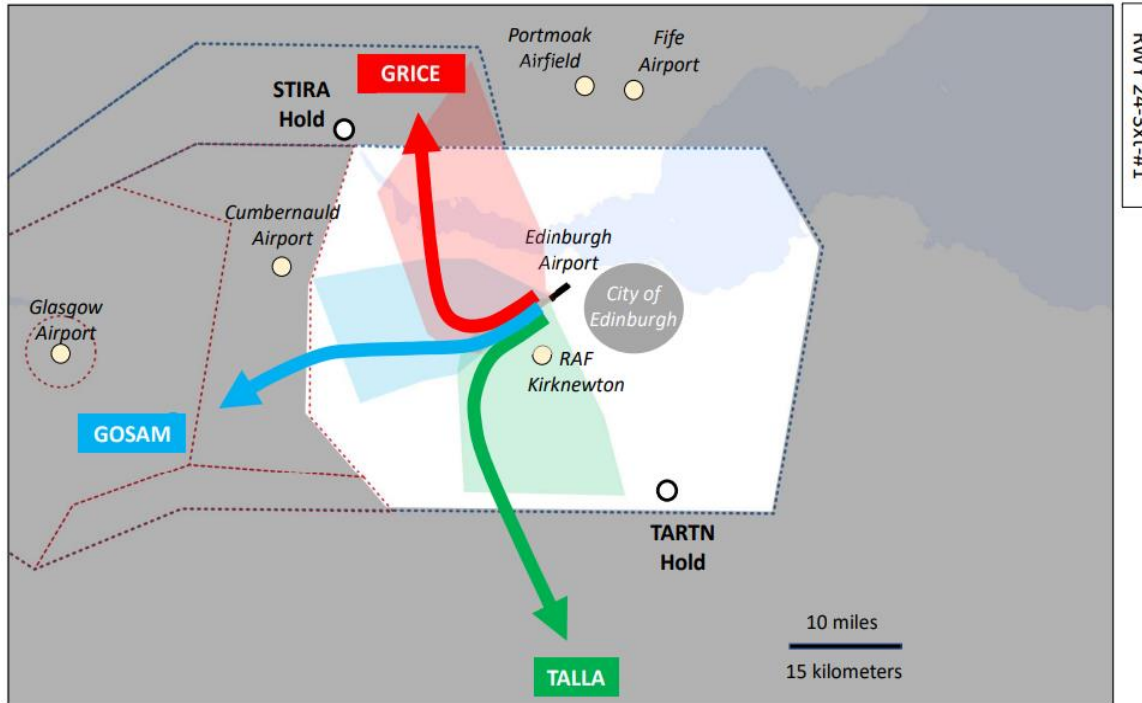 Portmoak
Airfield
Fife
Airport
GRICE
STIRA
Hold
Cumbernauld
Airport
Edinburgh
Airport
City of
Edinburgh
Glasgow
Airport
RAF
Kirknewton
GOSAM
TARTN
Hold
10 miles
15 kilometers
TALLA